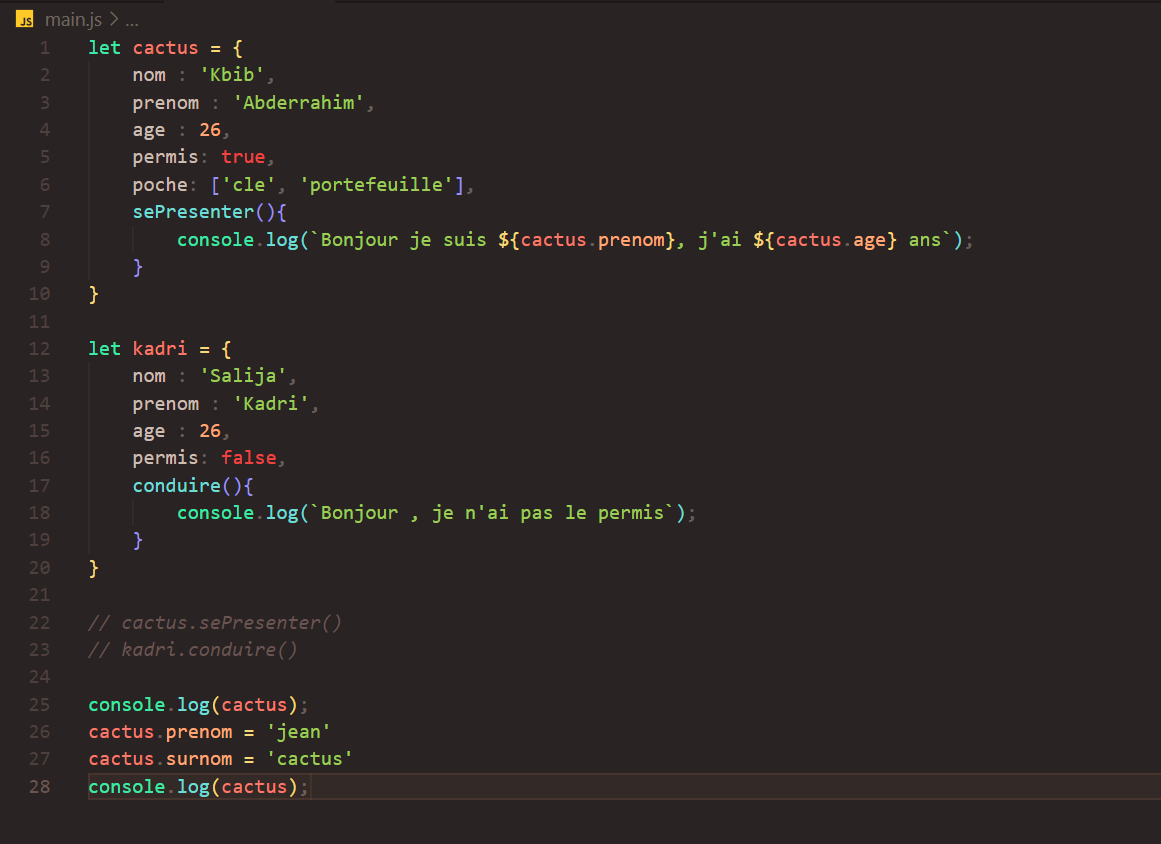 JS main.js > ...
1 let cactus = {
2     nom : 'Kbib',
3     prenom : 'Abderrahim',
4     age : 26,
5     permis: true,
6     poche: ['cle', 'portefeuille'],
7     sePresenter(){
8         console.log(`Bonjour je suis ${cactus.prenom}, j'ai ${cactus.age} ans`);
9     }
10 }
11
12 let kadri = {
13     nom : 'Salija',
14     prenom : 'Kadri',
15     age : 26,
16     permis: false,
17     conduire(){
18         console.log(`Bonjour , je n'ai pas le permis`);
19     }
20 }
21
22 // cactus.sePresenter()
23 // kadri.conduire()
24
25 console.log(cactus);
26 cactus.prenom = 'jean'
27 cactus.surnom = 'cactus'
28 console.log(cactus);